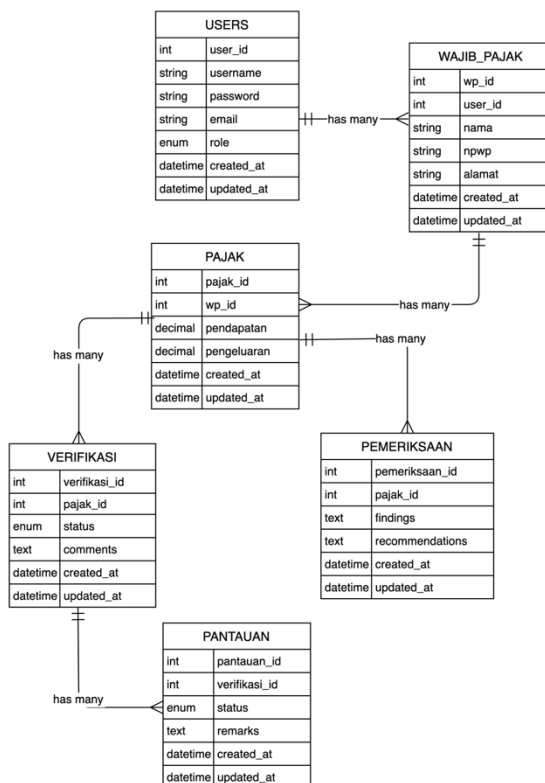 USERS
int user_id
string username
string password
string email
enum role
datetime created_at
datetime updated_at
has many
WAJIB_PAJAK
int wp_id
int user_id
string nama
string npwp
string alamat
datetime created_at
datetime updated_at
has many
PAJAK
int pajak_id
int wp_id
decimal pendapatan
decimal pengeluaran
datetime created_at
datetime updated_at
has many
has many
VERIFIKASI
int verifikasi_id
int pajak_id
enum status
text comments
datetime created_at
datetime updated_at
PEMERIKSAAN
int pemeriksaan_id
int pajak_id
text findings
text recommendations
datetime created_at
datetime updated_at
has many
PANTAUAN
int pantauan_id
int verifikasi_id
enum status
text remarks
datetime created_at
datetime updated_at